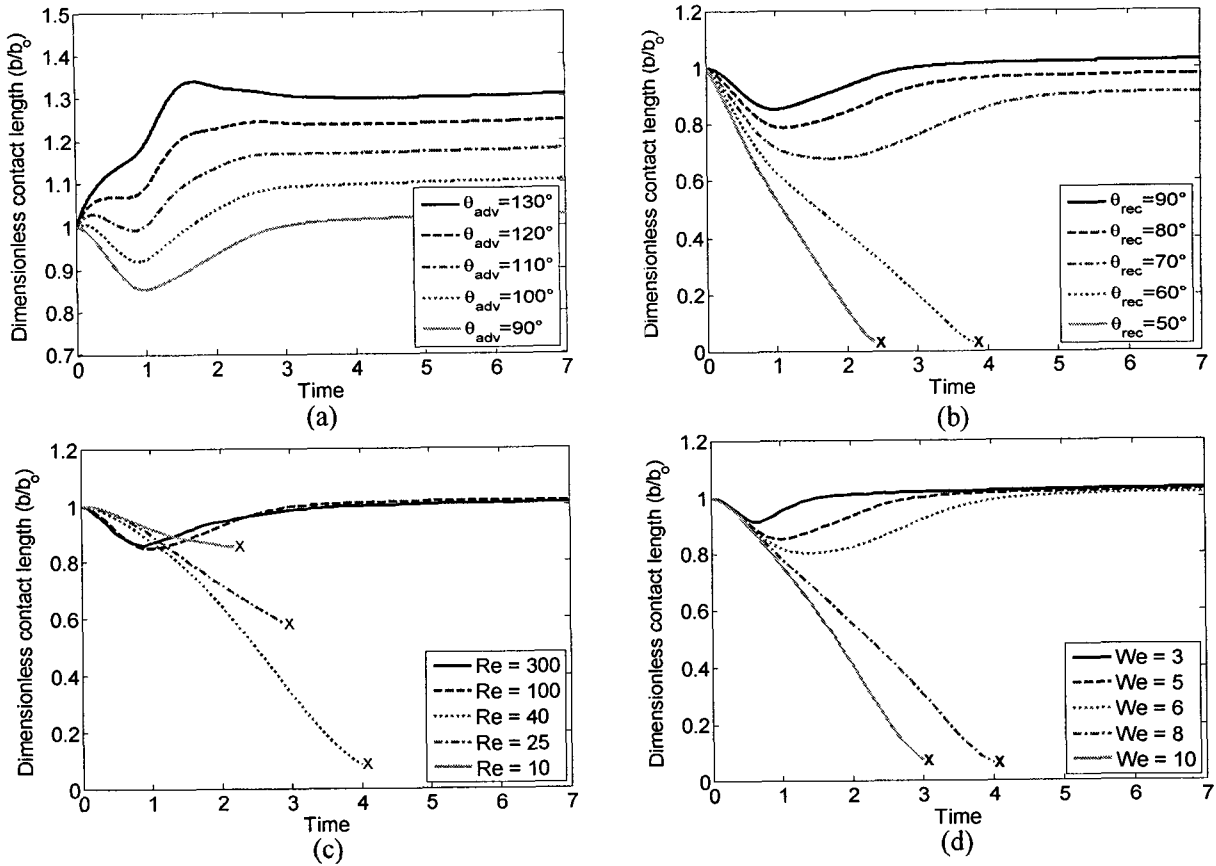 Dimensionless contact length (b/b_o)
1.5
1.4
1.3
1.2
1.1
1
0.9
0.8
0.7
0 1 2 3 4 5 6 7
Time
θ_adv=130°
θ_adv=120°
θ_adv=110°
θ_adv=100°
θ_adv=90°
(a)
Dimensionless contact length (b/b_o)
1.2
1
0.8
0.6
0.4
0.2
0
0 1 2 3 4 5 6 7
Time
x
x
θ_rec=90°
θ_rec=80°
θ_rec=70°
θ_rec=60°
θ_rec=50°
(b)
Dimensionless contact length (b/b_o)
1.2
1
0.8
0.6
0.4
0.2
0
0 1 2 3 4 5 6 7
Time
X
X
X
Re = 300
Re = 100
Re = 40
Re = 25
Re = 10
(c)
Dimensionless contact length (b/b_o)
1.2
1
0.8
0.6
0.4
0.2
0
0 1 2 3 4 5 6 7
Time
x
x
We = 3
We = 5
We = 6
We = 8
We = 10
(d)